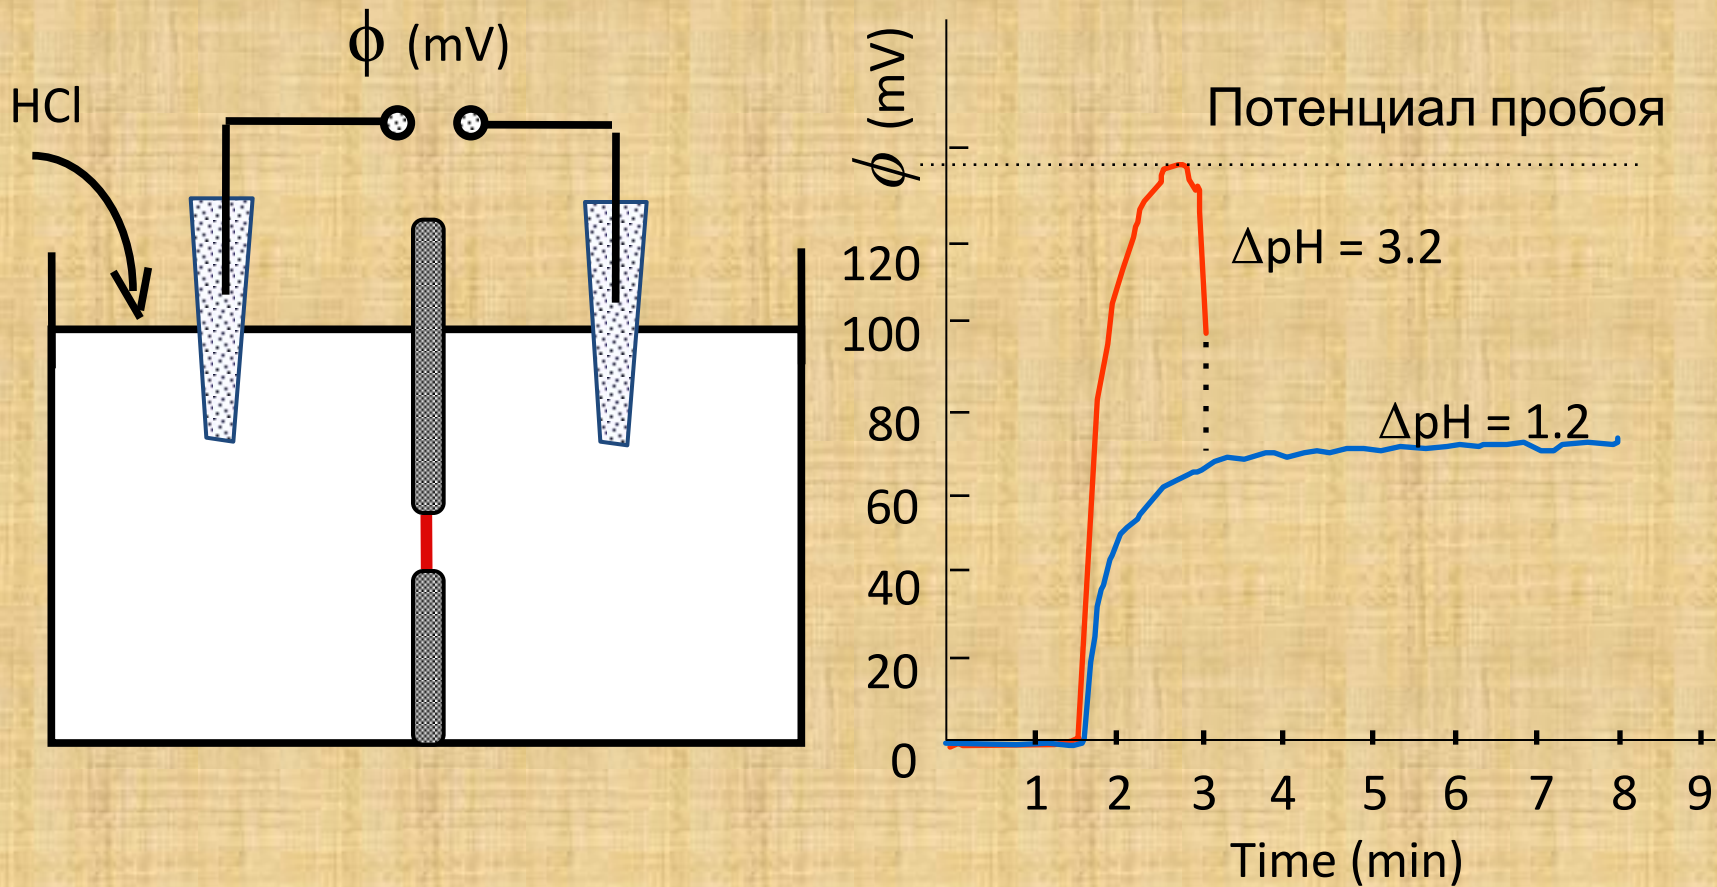 ϕ (mV)
HCl
ϕ (mV)
Потенциал пробоя
ΔpH = 3.2
ΔpH = 1.2
120
100
80
60
40
20
0
1 2 3 4 5 6 7 8 9
Time (min)